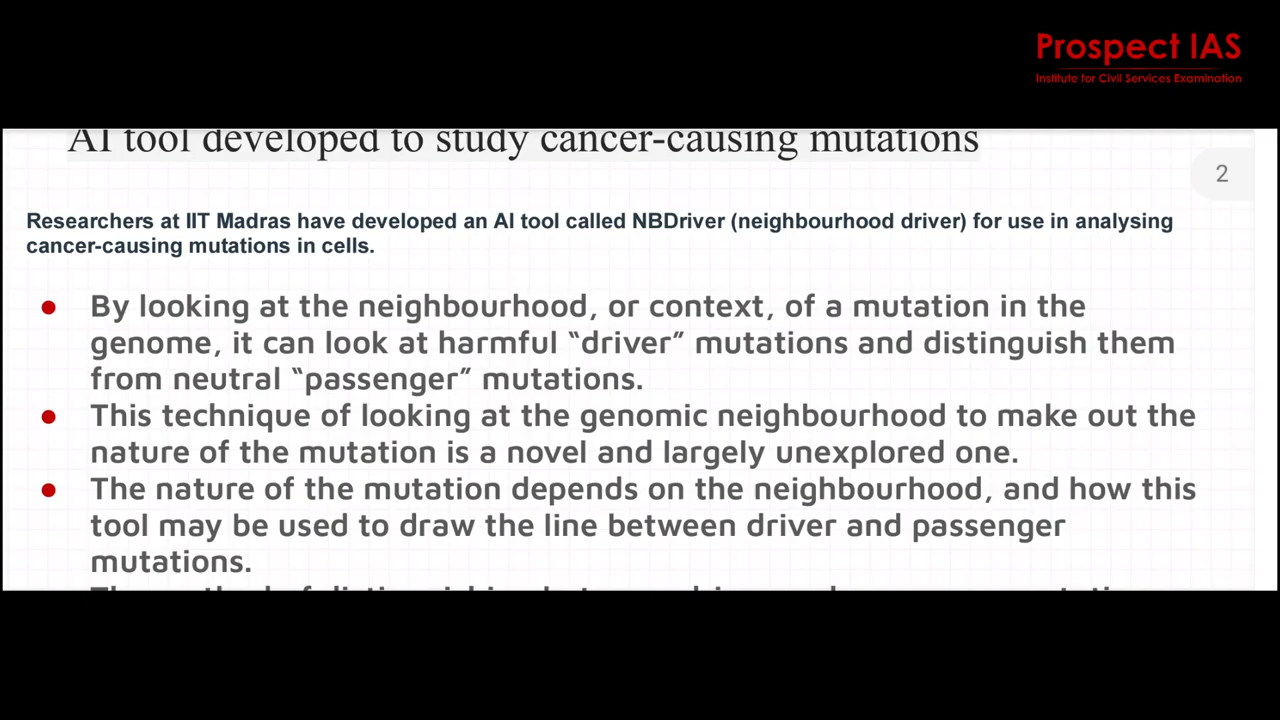 Prospect IAS
Institute for Civil Services Examination
AI tool developed to study cancer-causing mutations
2
Researchers at IIT Madras have developed an AI tool called NBDriver (neighbourhood driver) for use in analysing
cancer-causing mutations in cells.
● By looking at the neighbourhood, or context, of a mutation in the
genome, it can look at harmful “driver” mutations and distinguish them
from neutral “passenger” mutations.
● This technique of looking at the genomic neighbourhood to make out the
nature of the mutation is a novel and largely unexplored one.
● The nature of the mutation depends on the neighbourhood, and how this
tool may be used to draw the line between driver and passenger
mutations.